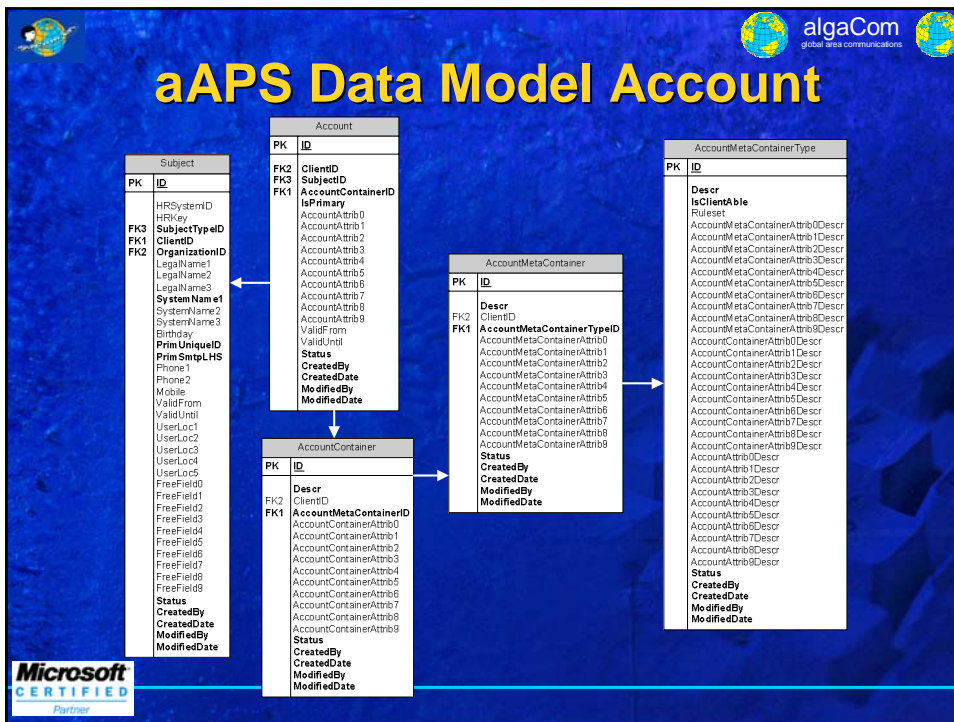 algaCom
global area communications
aAPS Data Model Account
Subject
PK ID
HRSystemID
HRKey
FK3 SubjectTypeID
FK1 ClientID
FK2 OrganizationID
LegalName1
LegalName2
LegalName3
SystemName1
SystemName2
SystemName3
Birthday
PrimUniqueID
PrimSmtpLHS
Phone1
Phone2
Mobile
ValidFrom
ValidUntil
UserLoc1
UserLoc2
UserLoc3
UserLoc4
UserLoc5
FreeField0
FreeField1
FreeField2
FreeField3
FreeField4
FreeField5
FreeField6
FreeField7
FreeField8
FreeField9
Status
CreatedBy
CreatedDate
ModifiedBy
ModifiedDate
Account
PK ID
FK2 ClientID
FK3 SubjectID
FK1 AccountContainerID
IsPrimary
AccountAttrib0
AccountAttrib1
AccountAttrib2
AccountAttrib3
AccountAttrib4
AccountAttrib5
AccountAttrib6
AccountAttrib7
AccountAttrib8
AccountAttrib9
ValidFrom
ValidUntil
Status
CreatedBy
CreatedDate
ModifiedBy
ModifiedDate
AccountContainer
PK ID
Descr
FK2 ClientID
FK1 AccountMetaContainerID
AccountContainerAttrib0
AccountContainerAttrib1
AccountContainerAttrib2
AccountContainerAttrib3
AccountContainerAttrib4
AccountContainerAttrib5
AccountContainerAttrib6
AccountContainerAttrib7
AccountContainerAttrib8
AccountContainerAttrib9
Status
CreatedBy
CreatedDate
ModifiedBy
ModifiedDate
AccountMetaContainer
PK ID
Descr
FK2 ClientID
FK1 AccountMetaContainerTypeID
AccountMetaContainerAttrib0
AccountMetaContainerAttrib1
AccountMetaContainerAttrib2
AccountMetaContainerAttrib3
AccountMetaContainerAttrib4
AccountMetaContainerAttrib5
AccountMetaContainerAttrib6
AccountMetaContainerAttrib7
AccountMetaContainerAttrib8
AccountMetaContainerAttrib9
Status
CreatedBy
CreatedDate
ModifiedBy
ModifiedDate
AccountMetaContainerType
PK ID
Descr
IsClientAble
Ruleset
AccountMetaContainerAttrib0Descr
AccountMetaContainerAttrib1Descr
AccountMetaContainerAttrib2Descr
AccountMetaContainerAttrib3Descr
AccountMetaContainerAttrib4Descr
AccountMetaContainerAttrib5Descr
AccountMetaContainerAttrib6Descr
AccountMetaContainerAttrib7Descr
AccountMetaContainerAttrib8Descr
AccountMetaContainerAttrib9Descr
AccountContainerAttrib0Descr
AccountContainerAttrib1Descr
AccountContainerAttrib2Descr
AccountContainerAttrib3Descr
AccountContainerAttrib4Descr
AccountContainerAttrib5Descr
AccountContainerAttrib6Descr
AccountContainerAttrib7Descr
AccountContainerAttrib8Descr
AccountContainerAttrib9Descr
AccountAttrib0Descr
AccountAttrib1Descr
AccountAttrib2Descr
AccountAttrib3Descr
AccountAttrib4Descr
AccountAttrib5Descr
AccountAttrib6Descr
AccountAttrib7Descr
AccountAttrib8Descr
AccountAttrib9Descr
Status
CreatedBy
CreatedDate
ModifiedBy
ModifiedDate
Microsoft
CERTIFIED
Partner